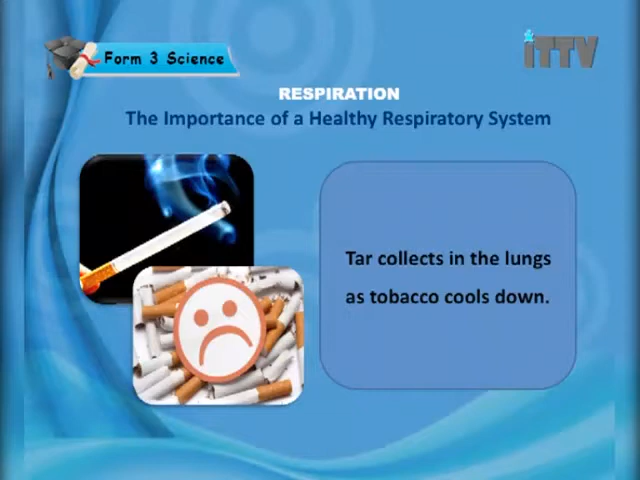 Form 3 Science
iTTV
RESPIRATION
The Importance of a Healthy Respiratory System
Tar collects in the lungs
as tobacco cools down.